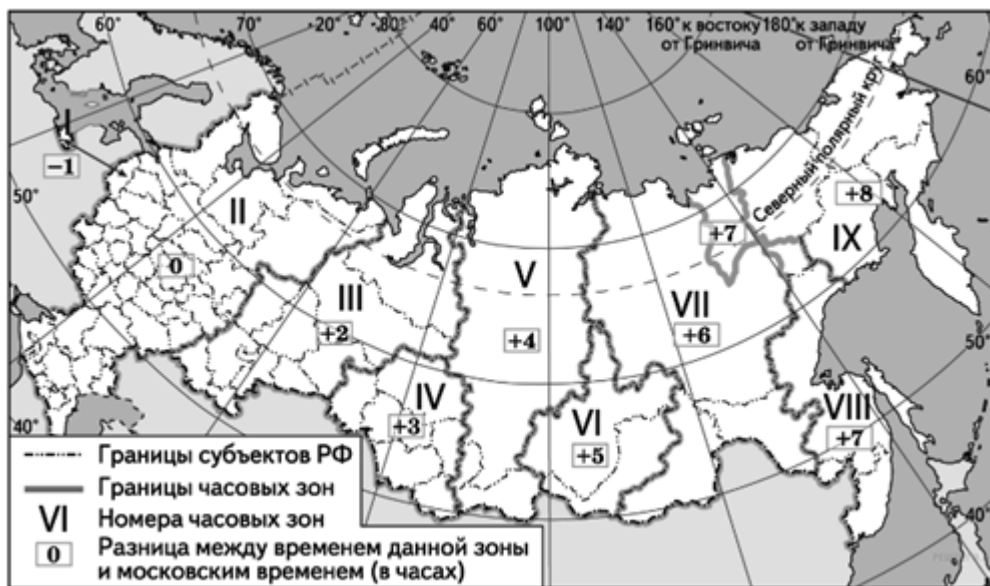 60° 70° 20° 40° 60° 80° 100° 120° 140° 160° к востоку 180° к западу
от Гринвича от Гринвича
60°
I
−1
50°
Северный полярный круг
II
+8
+7
IX
0
III
V
VII
+2
+4
+6
50°
IV
VI
VIII
+3
+5
+7
40°
40°
Границы субъектов РФ
Границы часовых зон
VI Номера часовых зон
0 Разница между временем данной зоны
и московским временем (в часах)